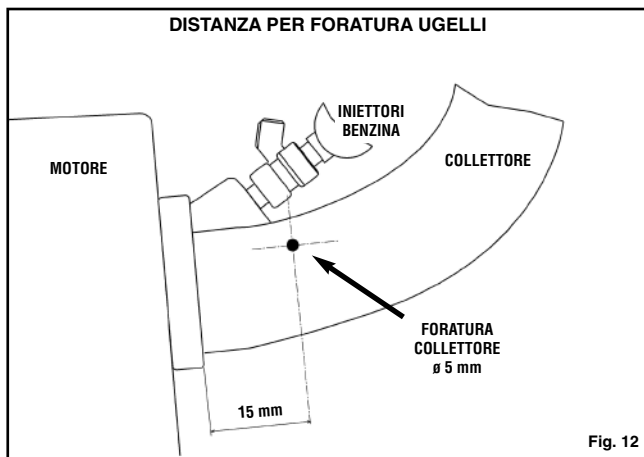 DISTANZA PER FORATURA UGELLI
INIETTORI
BENZINA
MOTORE
COLLETTORE
FORATURA
COLLETTORE
ø 5 mm
15 mm
Fig. 12